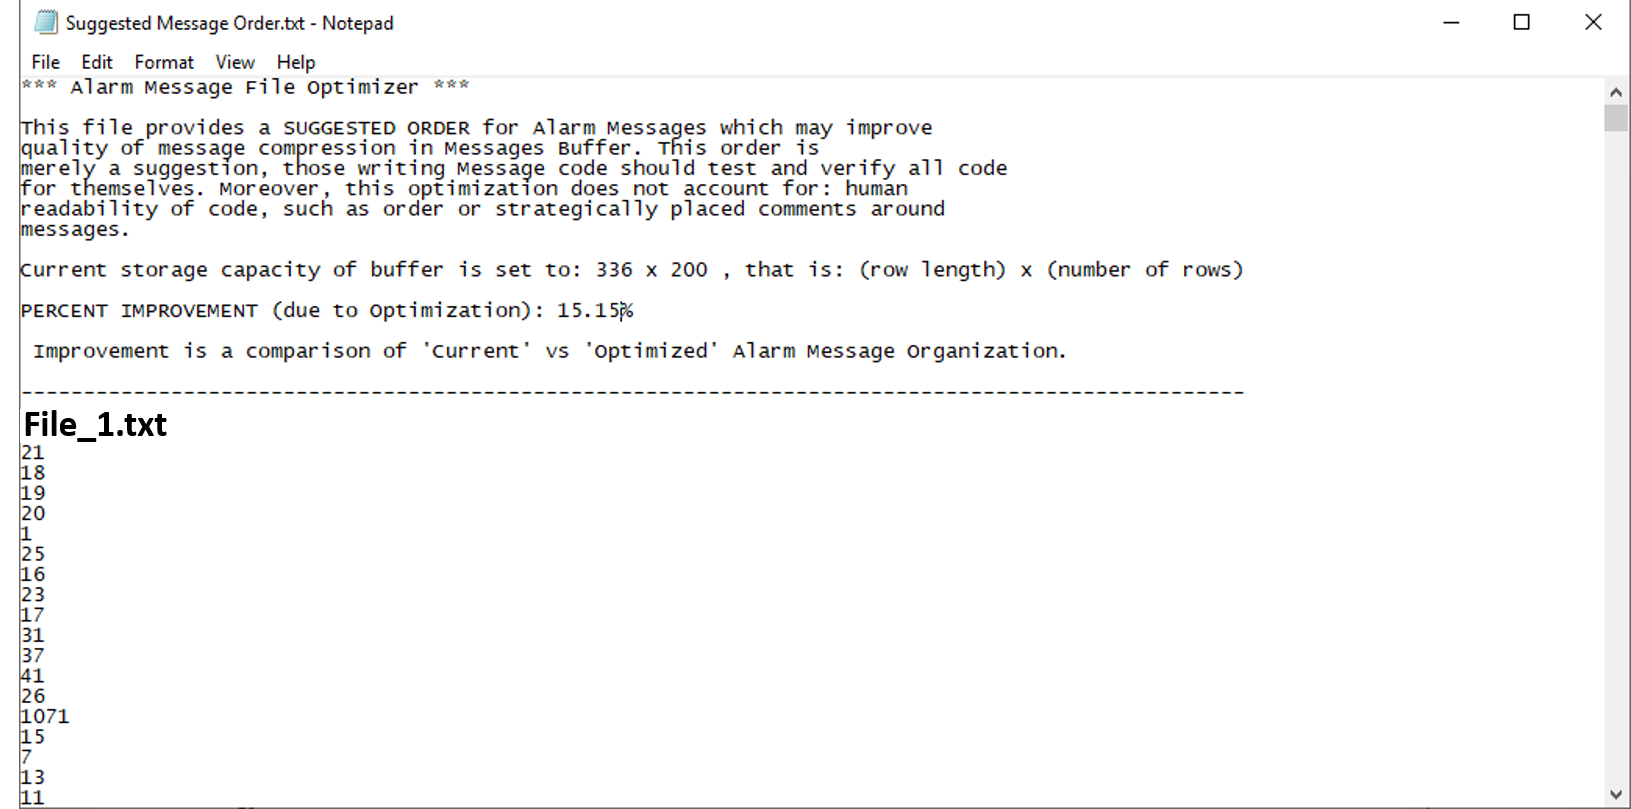 Suggested Message Order.txt - Notepad
File Edit Format View Help
*** Alarm Message File Optimizer ***
This file provides a SUGGESTED ORDER for Alarm Messages which may improve
quality of message compression in Messages Buffer. This order is
merely a suggestion, those writing Message code should test and verify all code
for themselves. Moreover, this optimization does not account for: human
readability of code, such as order or strategically placed comments around
messages.
Current storage capacity of buffer is set to: 336 x 200 , that is: (row length) x (number of rows)
PERCENT IMPROVEMENT (due to Optimization): 15.15%
Improvement is a comparison of 'Current' vs 'Optimized' Alarm Message Organization.
--------------------------------------------------------------------------------------------------
File_1.txt
21
18
19
20
1
25
16
23
17
31
37
41
26
1071
15
7
13
11